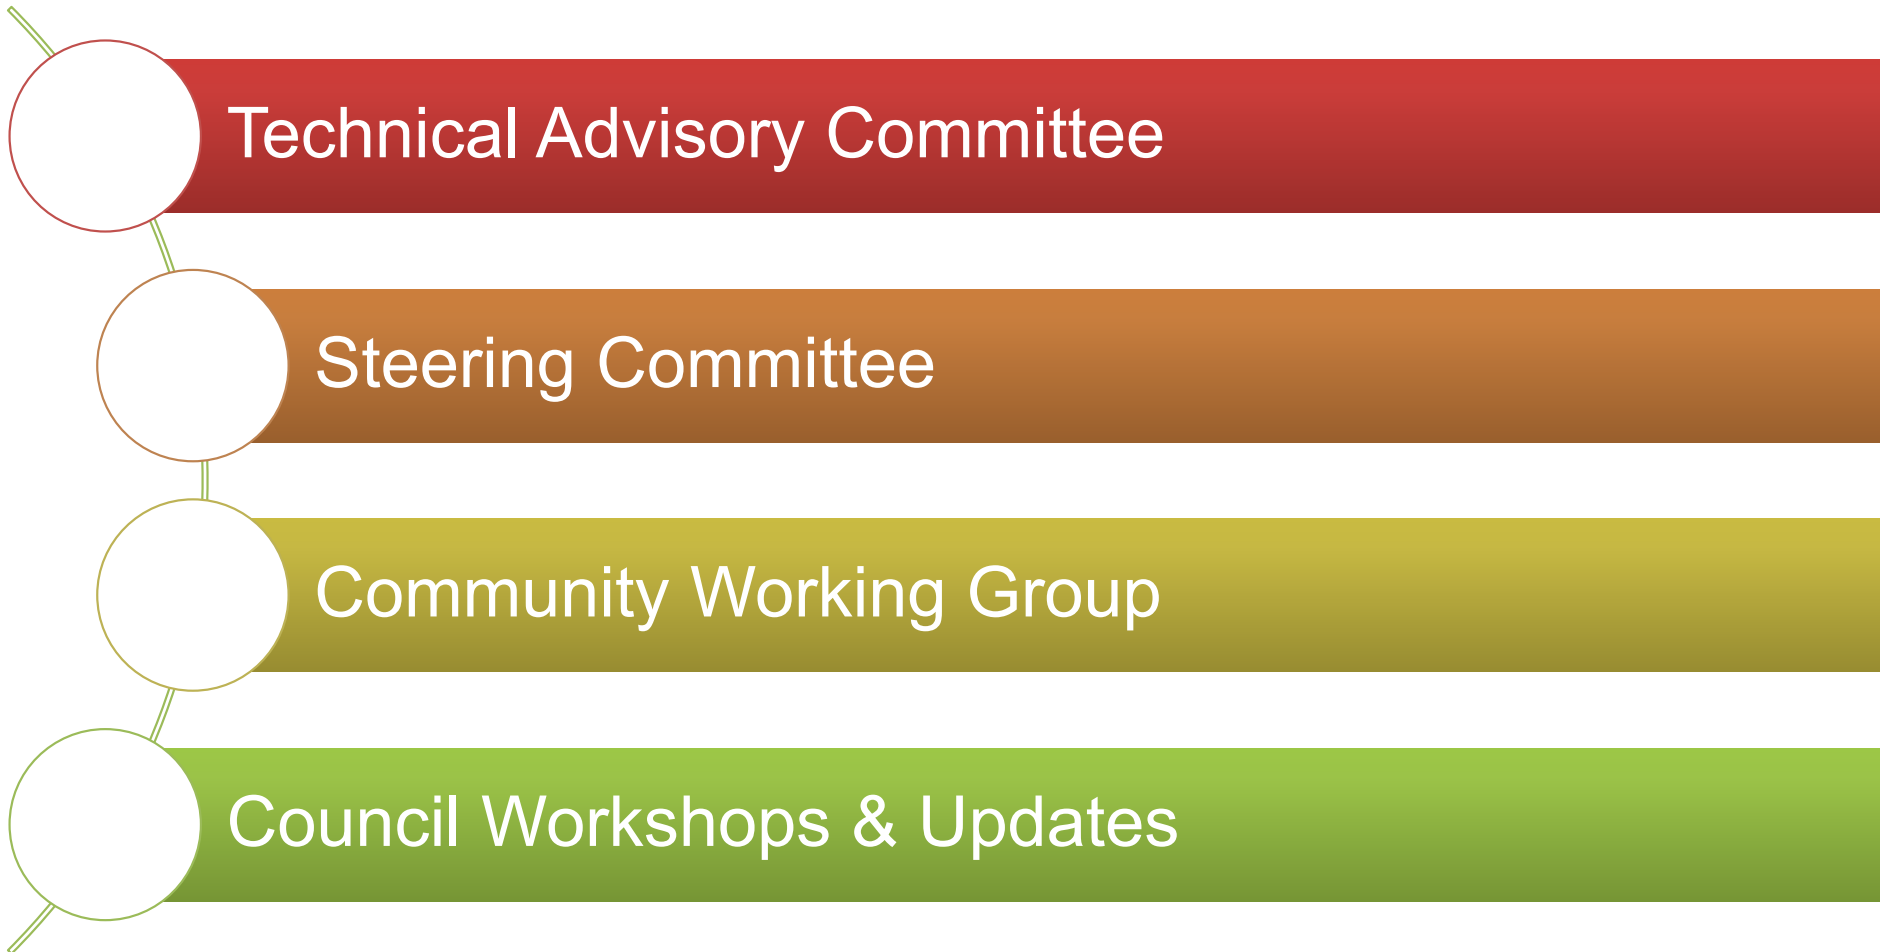 Technical Advisory Committee
Steering Committee
Community Working Group
Council Workshops & Updates